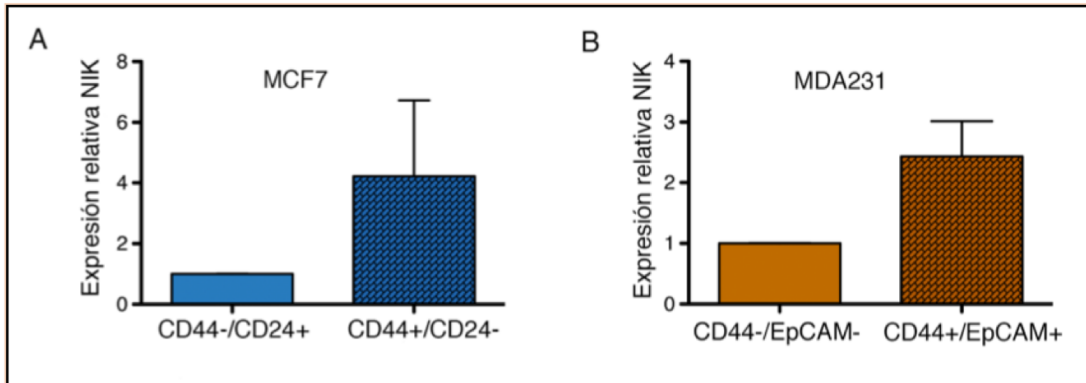 A
Expresión relativa NIK
8
6
4
2
0
MCF7
CD44-/CD24+
CD44+/CD24-
B
Expresión relativa NIK
4
3
2
1
0
MDA231
CD44-/EpCAM-
CD44+/EpCAM+